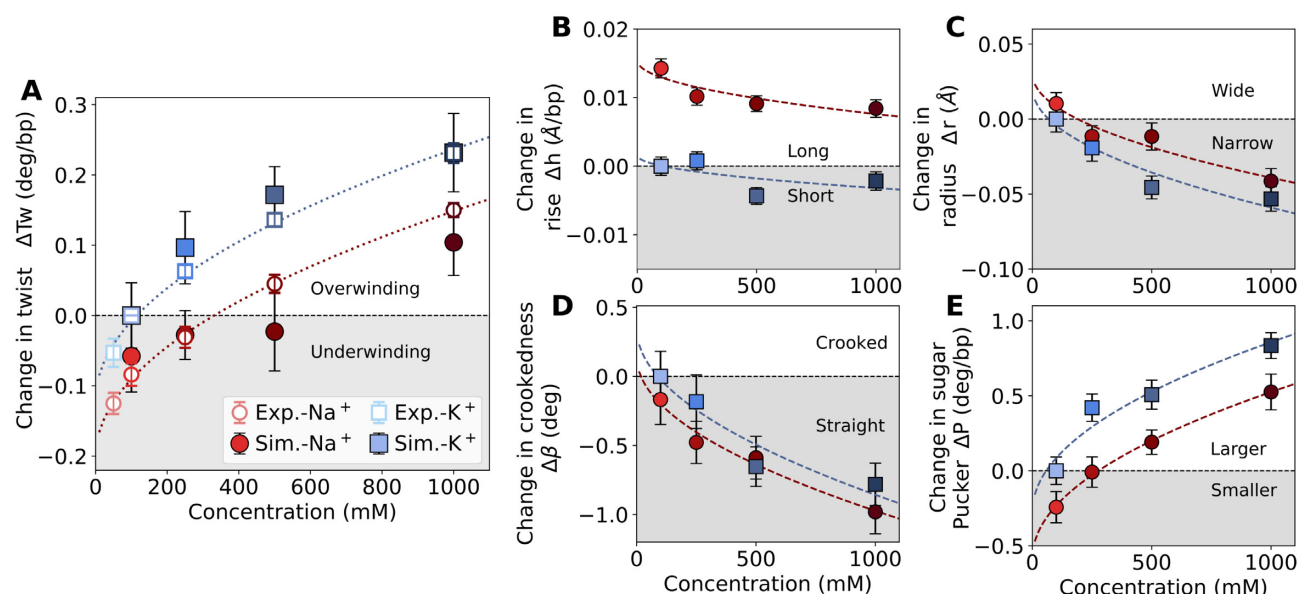 A
Change in twist ΔTw (deg/bp)
0.3
0.2
0.1
0.0
−0.1
−0.2
Overwinding
Underwinding
Exp.-Na⁺
Exp.-K⁺
Sim.-Na⁺
Sim.-K⁺
0
200
400
600
800
1000
Concentration (mM)
B
Change in
rise Δh (Å/bp)
0.02
0.01
0.00
−0.01
Long
Short
0
500
1000
C
Change in
radius Δr (Å)
0.05
0.00
−0.05
−0.10
Wide
Narrow
0
500
1000
D
Change in crookedness
Δβ (deg)
0.5
0.0
−0.5
−1.0
Crooked
Straight
0
500
1000
Concentration (mM)
E
Change in sugar
Pucker ΔP (deg/bp)
1.0
0.5
0.0
−0.5
Larger
Smaller
0
500
1000
Concentration (mM)